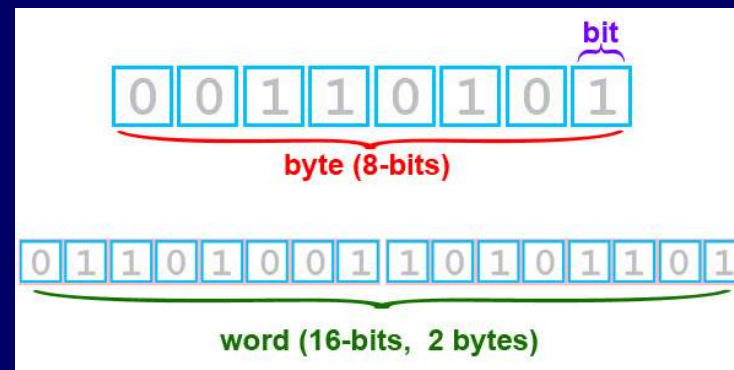 bit
0 0 1 1 0 1 0 1
byte (8-bits)
0 1 1 0 1 0 0 1 1 0 1 0 1 1 0 1
word (16-bits, 2 bytes)